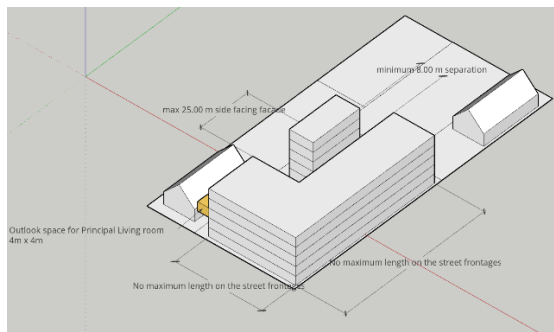 minimum 8.00 m separation
max 25.00 m side facing facade
Outlook space for Principal Living room
4m x 4m
No maximum length on the street frontages
No maximum length on the street frontages